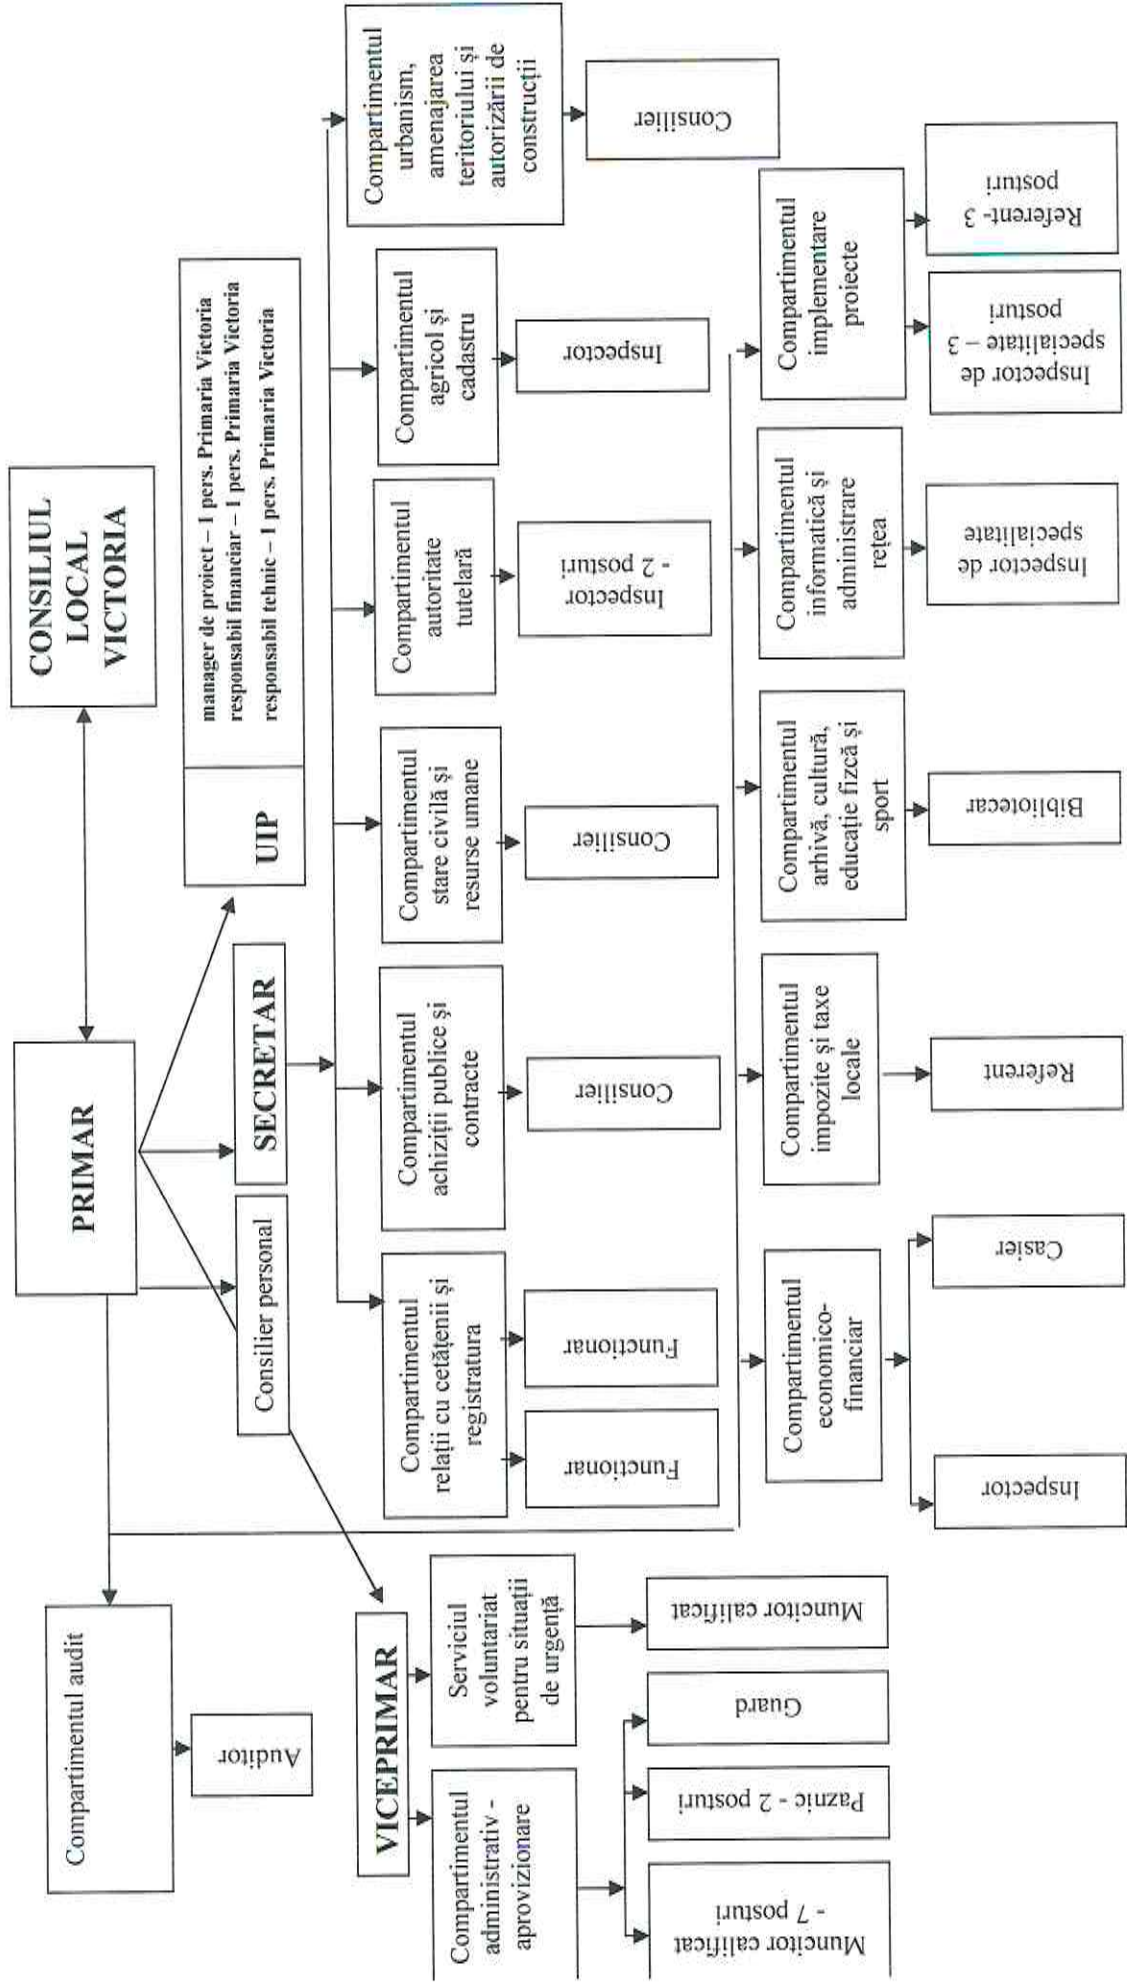 CONSILIUL
LOCAL
VICTORIA
PRIMAR
Compartimentul audit
Auditor
UIP
manager de proiect – 1 pers. Primaria Victoria
responsabil financiar – 1 pers. Primaria Victoria
responsabil tehnic – 1 pers. Primaria Victoria
SECRETAR
Consilier personal
VICEPRIMAR
Compartimentul
administrativ -
aprovizionare
Serviciul
voluntariat
pentru situații
de urgență
Muncitor calificat
- 7 posturi
Paznic - 2 posturi
Guard
Muncitor calificat
Compartimentul
relații cu cetățenii și
registratura
Functionar
Functionar
Compartimentul
achiziții publice și
contracte
Consilier
Compartimentul
stare civilă și
resurse umane
Consilier
Compartimentul
autoritate
tutelară
Inspector
- 2 posturi
Compartimentul
agricol și
cadastru
Inspector
Compartimentul
urbanism,
amenajarea
teritoriului și
autorizării de
construcții
Consilier
Compartimentul
economico-
financiar
Inspector
Casier
Compartimentul
impozite și taxe
locale
Referent
Compartimentul
arhivă, cultură,
educație fizcă și
sport
Bibliotecar
Compartimentul
informatică și
administrare
rețea
Inspector de
specialitate
Compartimentul
implementare
proiecte
Inspector de
specialitate – 3
posturi
Referent- 3
posturi